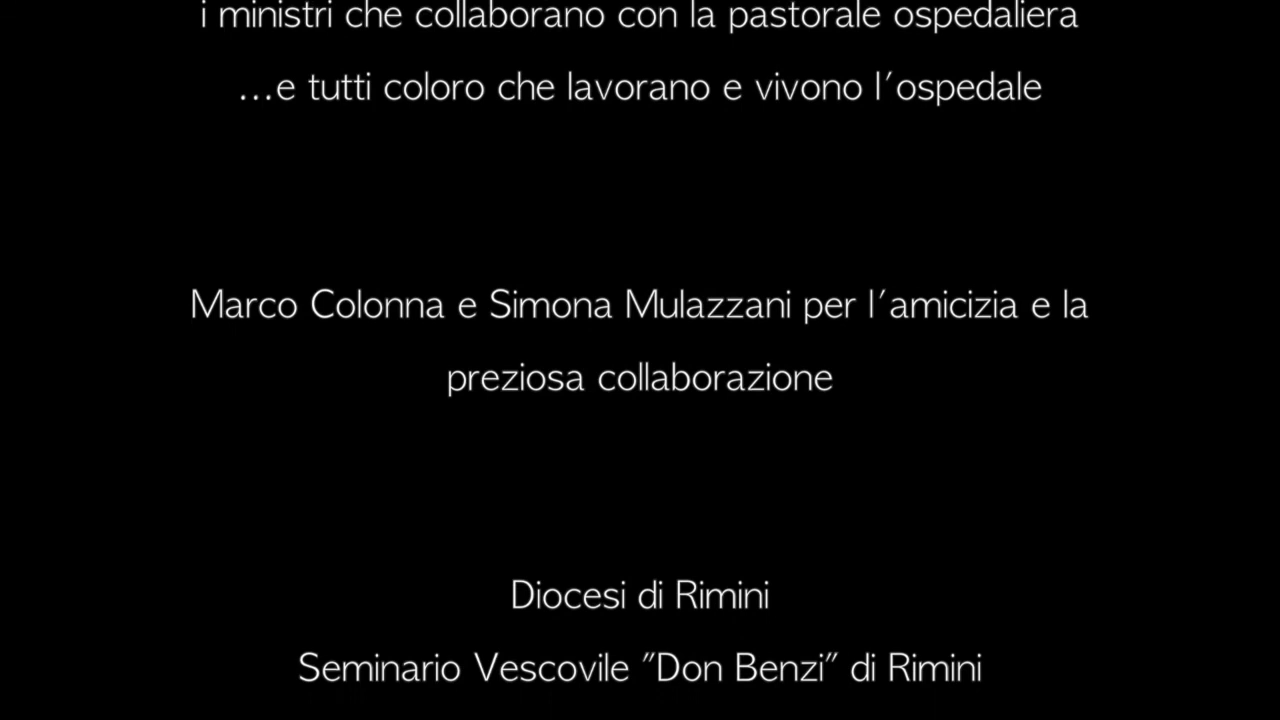 i ministri che collaborano con la pastorale ospedaliera
...e tutti coloro che lavorano e vivono l'ospedale
Marco Colonna e Simona Mulazzani per l'amicizia e la
preziosa collaborazione
Diocesi di Rimini
Seminario Vescovile "Don Benzi" di Rimini